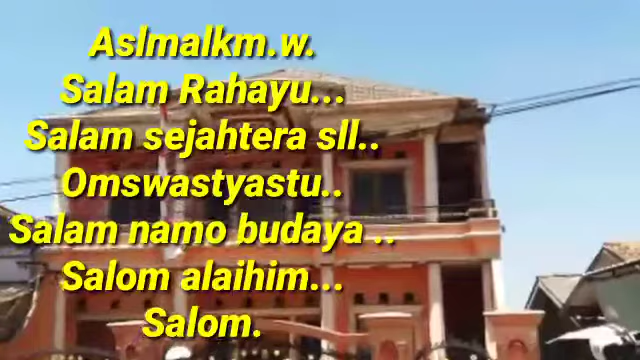 Aslmalkm.w.
Salam Rahayu...
Salam sejahtera sll..
Omswastyastu..
Salam namo budaya ..
Salom alaihim...
Salom.